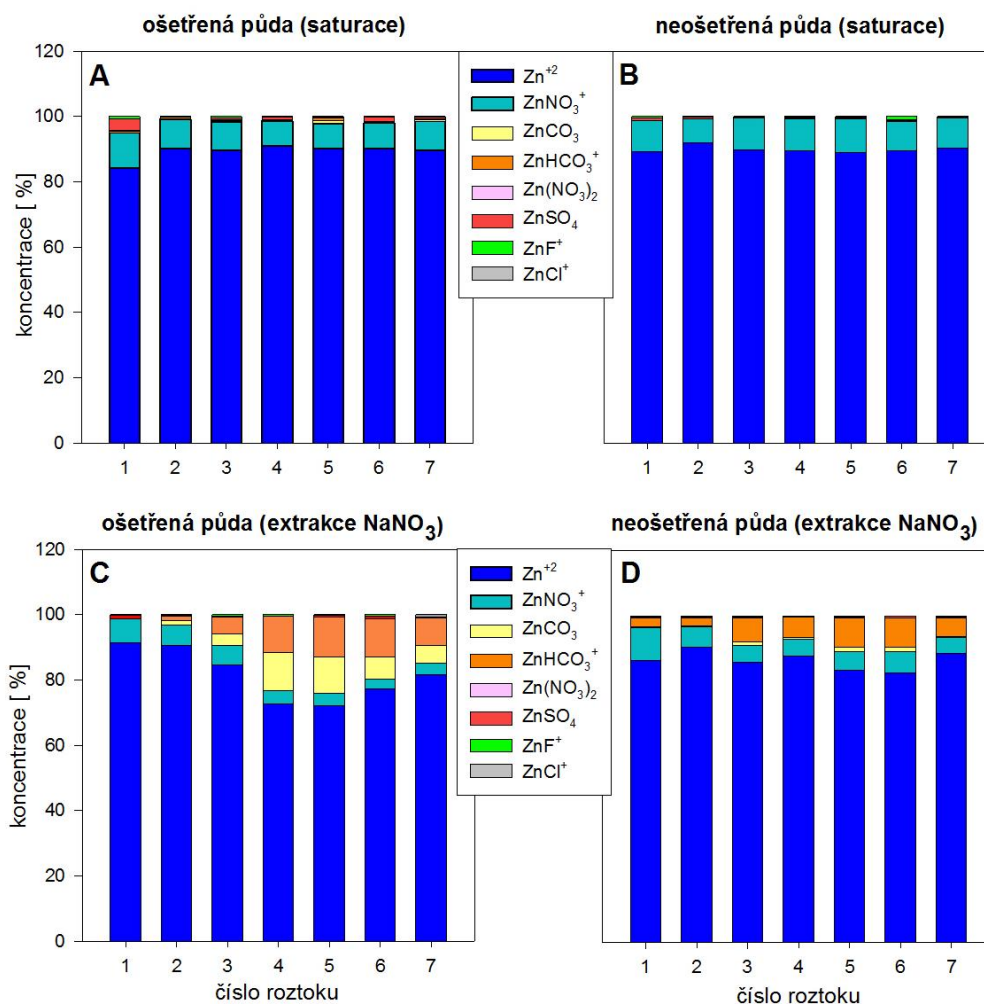 ošetřená půda (saturace)
neošetřená půda (saturace)
koncentrace [ %]
120
100
80
60
40
20
0
A
1 2 3 4 5 6 7
Zn⁺²
ZnNO₃⁺
ZnCO₃
ZnHCO₃⁺
Zn(NO₃)₂
ZnSO₄
ZnF⁺
ZnCl⁺
B
1 2 3 4 5 6 7
ošetřená půda (extrakce NaNO₃)
neošetřená půda (extrakce NaNO₃)
koncentrace [ %]
120
100
80
60
40
20
0
C
1 2 3 4 5 6 7
číslo roztoku
Zn⁺²
ZnNO₃⁺
ZnCO₃
ZnHCO₃⁺
Zn(NO₃)₂
ZnSO₄
ZnF⁺
ZnCl⁺
D
1 2 3 4 5 6 7
číslo roztoku